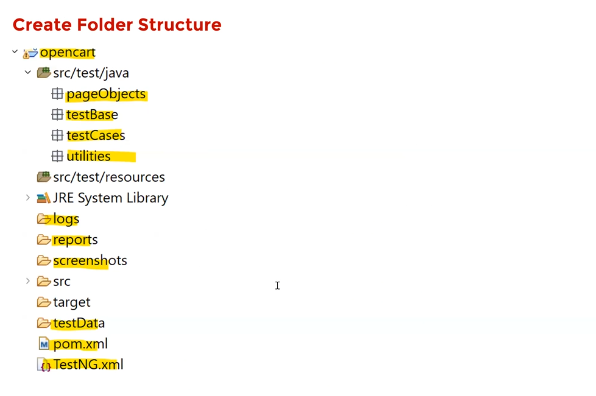 Create Folder Structure
opencart
src/test/java
pageObjects
testBase
testCases
utilities
src/test/resources
JRE System Library
logs
reports
screenshots
src
target
testData
pom.xml
TestNG.xml